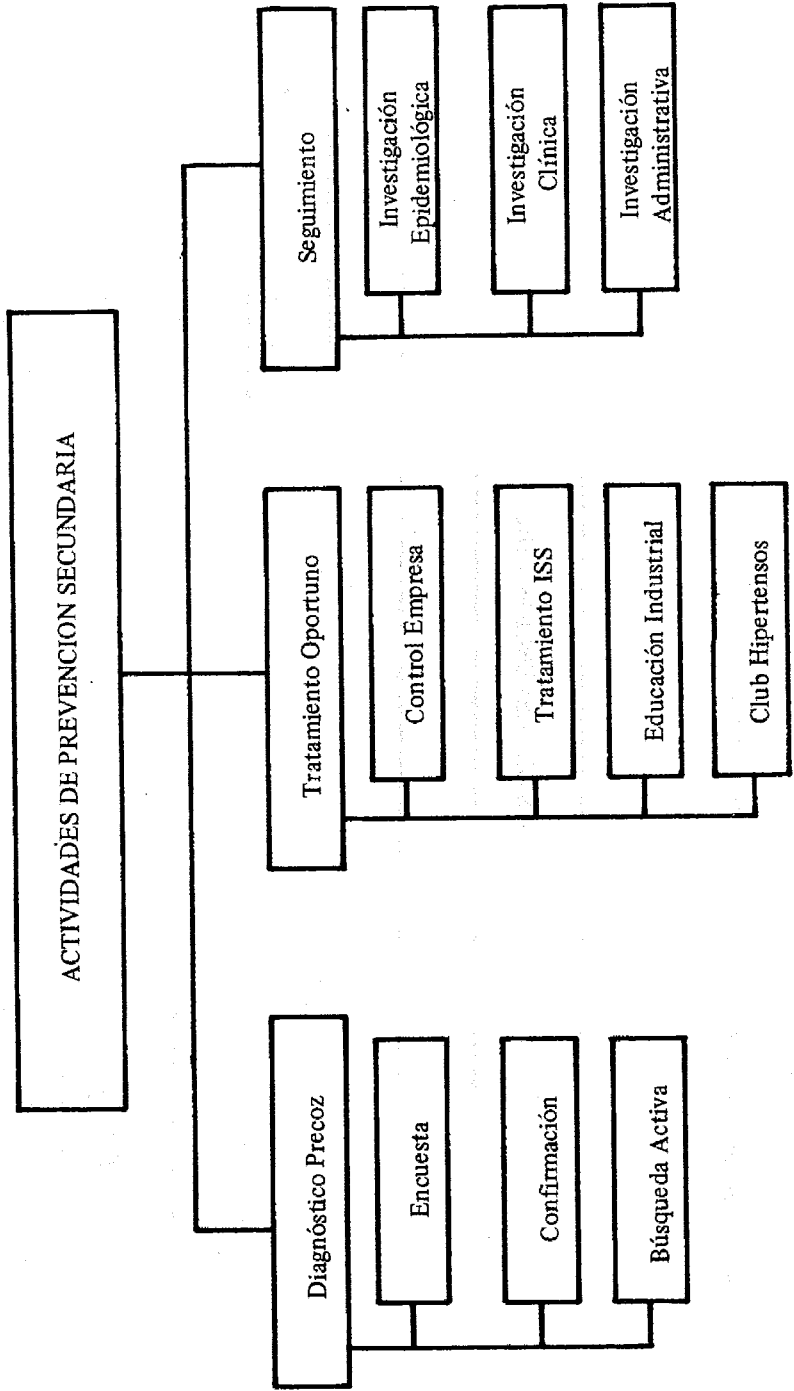 ACTIVIDADES DE PREVENCION SECUNDARIA
Diagnóstico Precoz
Encuesta
Confirmación
Búsqueda Activa
Tratamiento Oportuno
Control Empresa
Tratamiento ISS
Educación Industrial
Club Hipertensos
Seguimiento
Investigación
Epidemiológica
Investigación
Clínica
Investigación
Administrativa